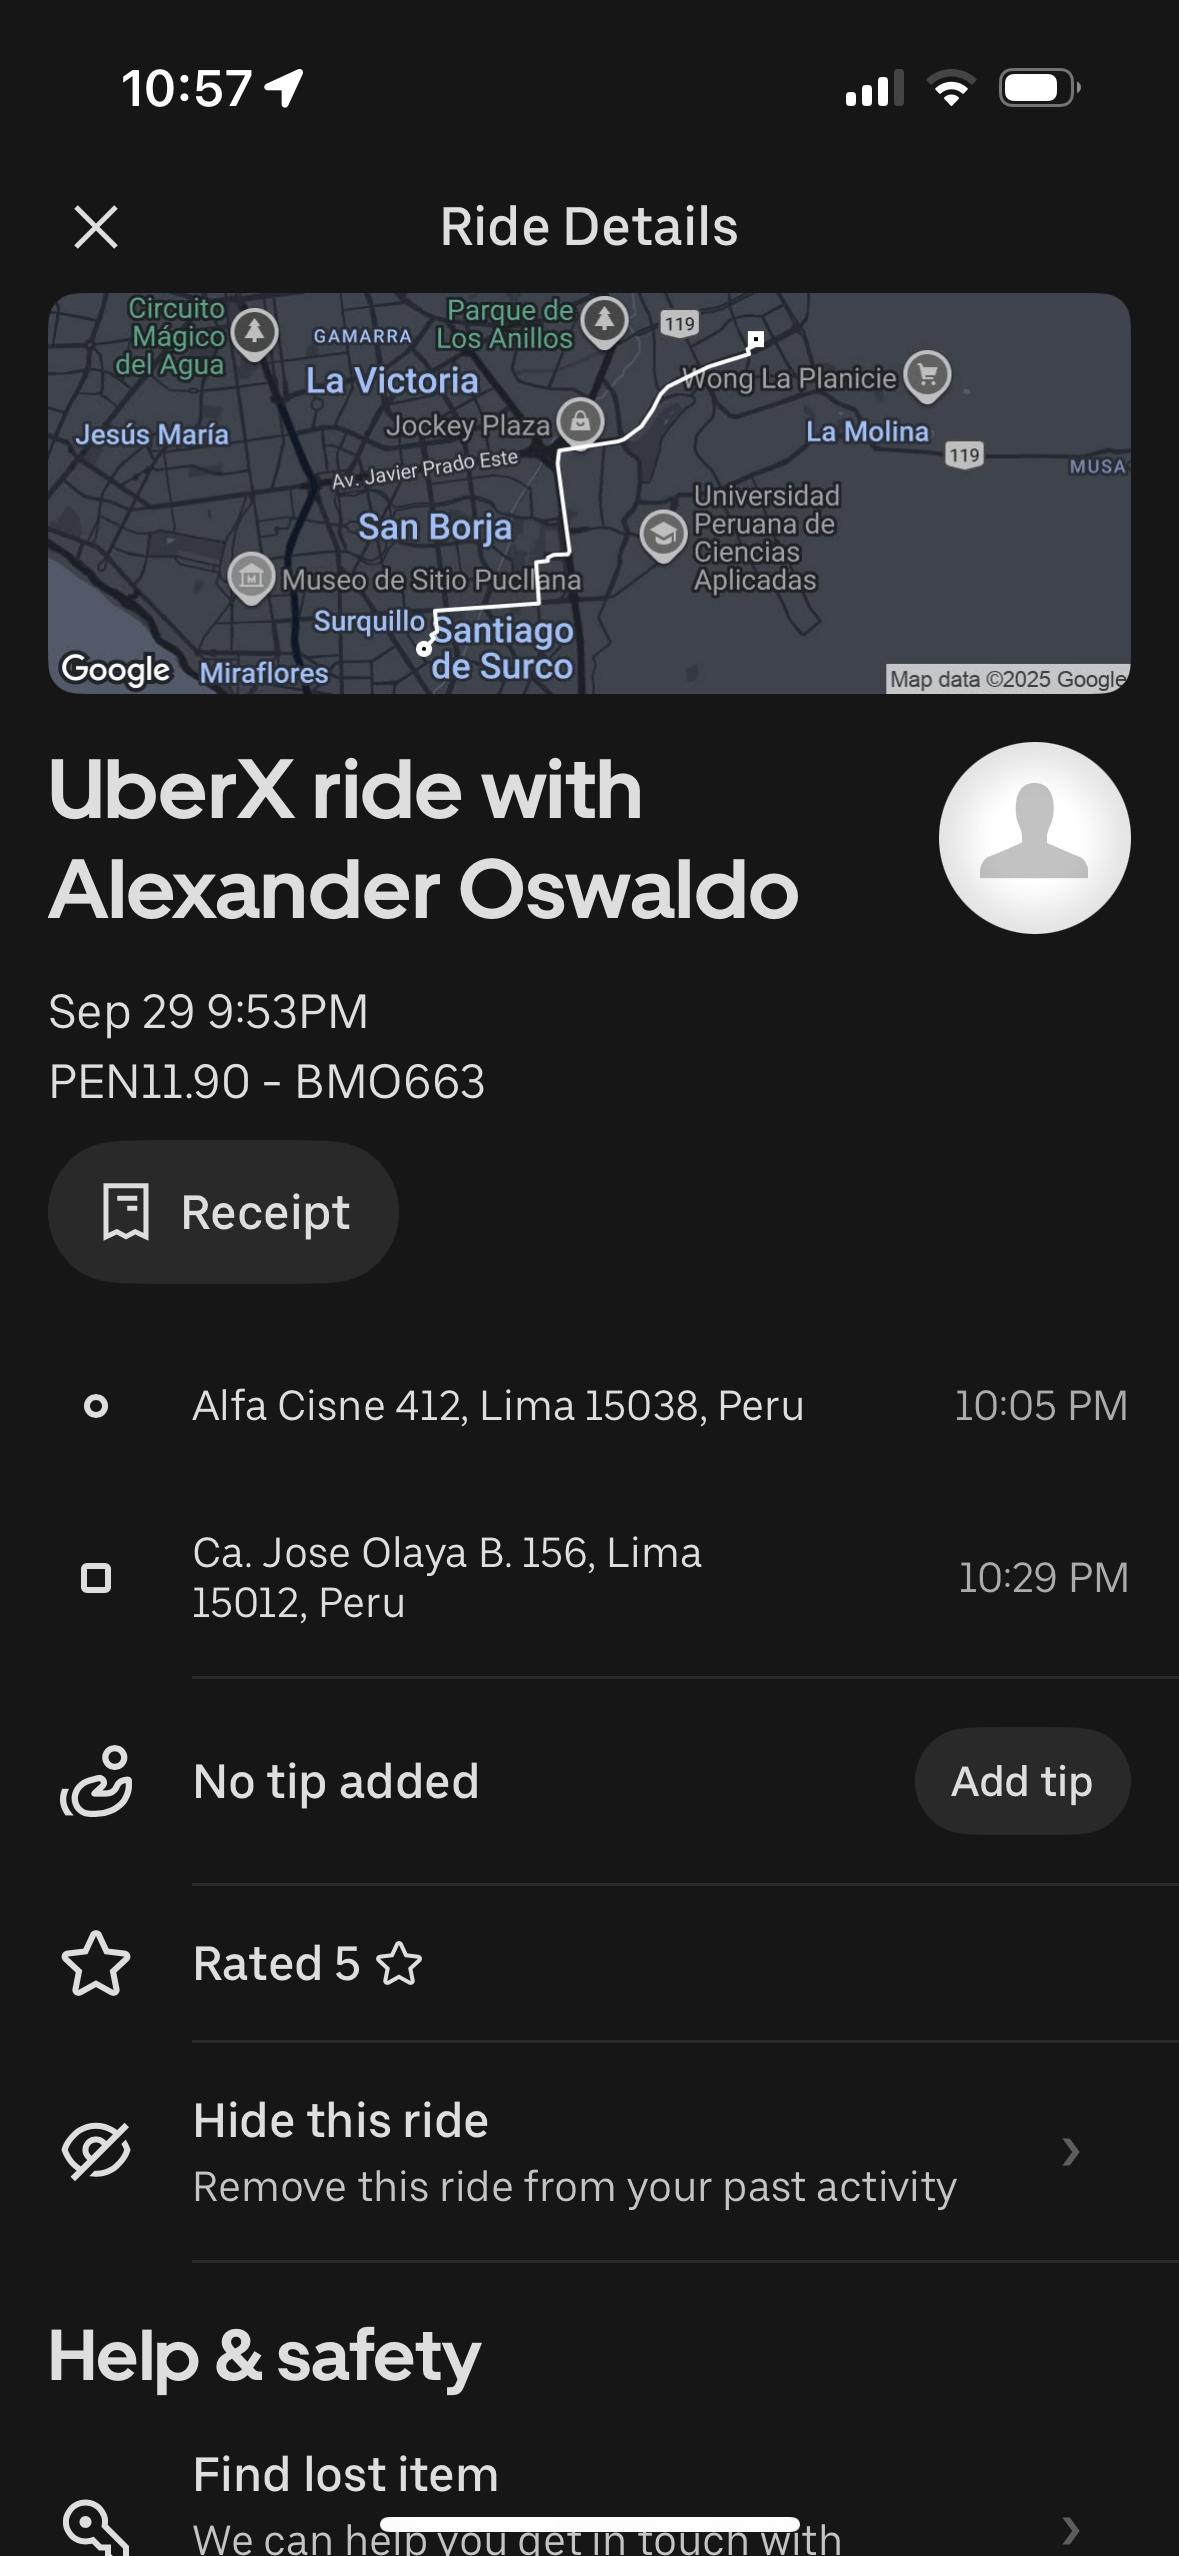 10:57
Ride Details
Circuito
Mágico
del Agua
GAMARRA
Parque de
Los Anillos
119
La Victoria
Wong La Planicie
Jesús María
Jockey Plaza
La Molina
119
MUSA
Av. Javier Prado Este
San Borja
Universidad
Peruana de
Ciencias
Aplicadas
Museo de Sitio Pucllana
Surquillo
Santiago
de Surco
Google
Miraflores
Map data ©2025 Google
UberX ride with
Alexander Oswaldo
Sep 29 9:53PM
PEN11.90 - BMO663
Receipt
Alfa Cisne 412, Lima 15038, Peru
10:05 PM
Ca. Jose Olaya B. 156, Lima
15012, Peru
10:29 PM
No tip added
Add tip
Rated 5
Hide this ride
Remove this ride from your past activity
Help & safety
Find lost item
We can help you get in touch with